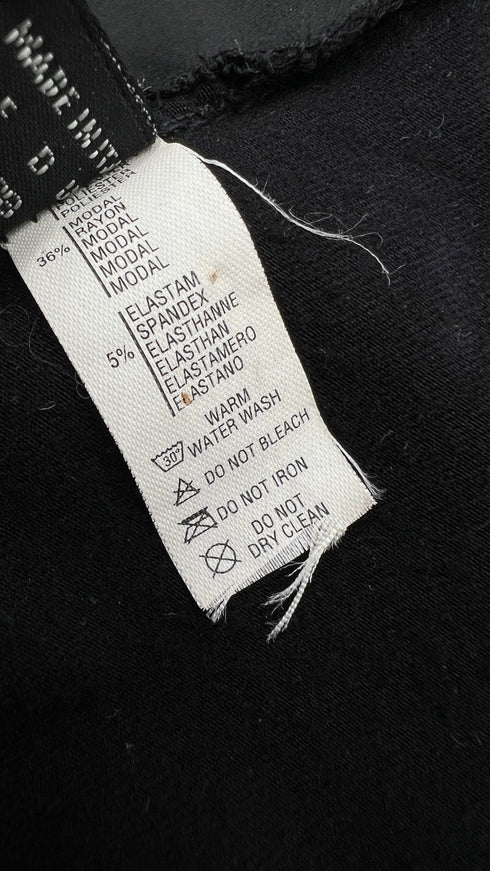 MADE IN
POLIESTER
POLIESTER
36%
MODAL
RAYON
MODAL
MODAL
MODAL
MODAL
5%
ELASTAM
SPANDEX
ELASTHANNE
ELASTHAN
ELASTAMERO
ELASTANO
WARM
30° WATER WASH
DO NOT BLEACH
DO NOT IRON
DO NOT
DRY CLEAN